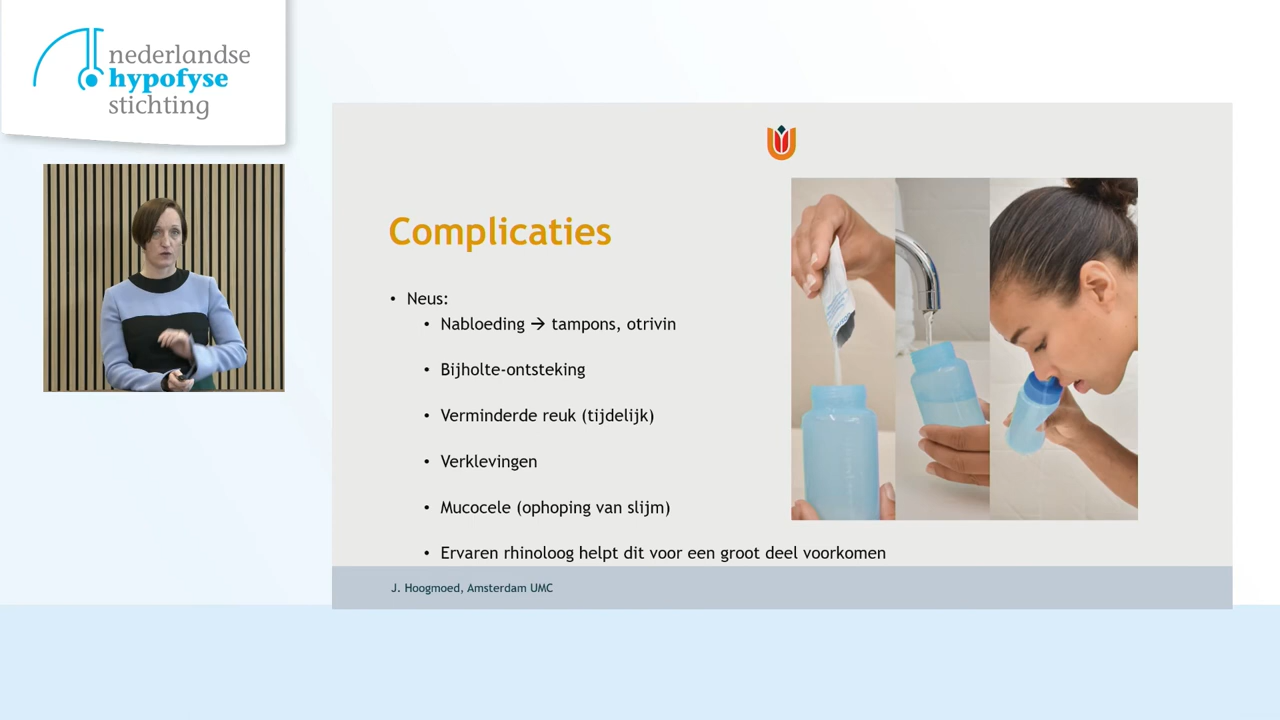 nederlandse
hypofyse
stichting
Complicaties
• Neus:
• Nabloeding → tampons, otrivin
• Bijholte-ontsteking
• Verminderde reuk (tijdelijk)
• Verklevingen
• Mucocele (ophoping van slijm)
• Ervaren rhinoloog helpt dit voor een groot deel voorkomen
J. Hoogmoed, Amsterdam UMC